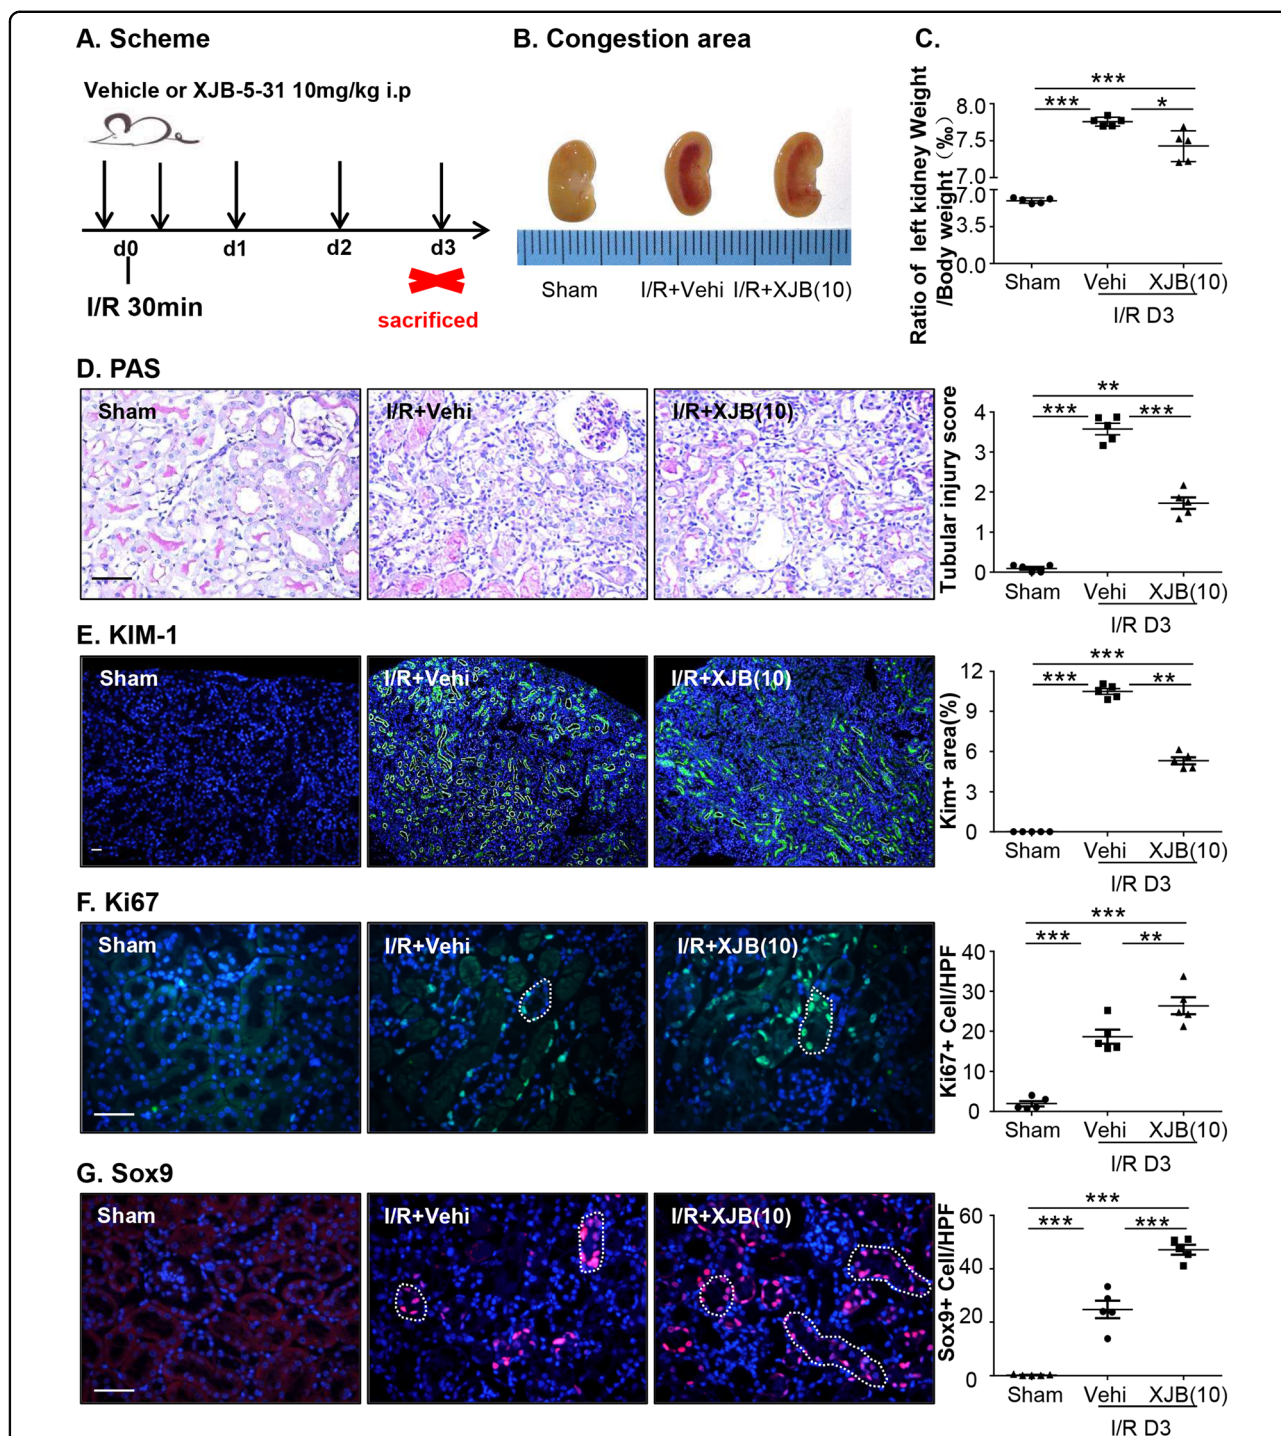 A. Scheme
Vehicle or XJB-5-31 10mg/kg i.p
d0 d1 d2 d3
I/R 30min
sacrificed
B. Congestion area
Sham I/R+Vehi I/R+XJB(10)
C.
Ratio of left kidney Weight
/Body weight (‰)
***
*** *
8.0
7.5
7.0
7.0
3.5
0.0
Sham Vehi XJB(10)
I/R D3
D. PAS
Sham I/R+Vehi I/R+XJB(10)
Tubular injury score
**
*** ***
4
3
2
1
0
Sham Vehi XJB(10)
I/R D3
E. KIM-1
Sham I/R+Vehi I/R+XJB(10)
Kim+ area(%)
***
*** **
12
9
6
3
0
Sham Vehi XJB(10)
I/R D3
F. Ki67
Sham I/R+Vehi I/R+XJB(10)
Ki67+ Cell/HPF
***
*** **
40
30
20
10
0
Sham Vehi XJB(10)
I/R D3
G. Sox9
Sham I/R+Vehi I/R+XJB(10)
Sox9+ Cell/HPF
***
*** ***
60
40
20
0
Sham Vehi XJB(10)
I/R D3